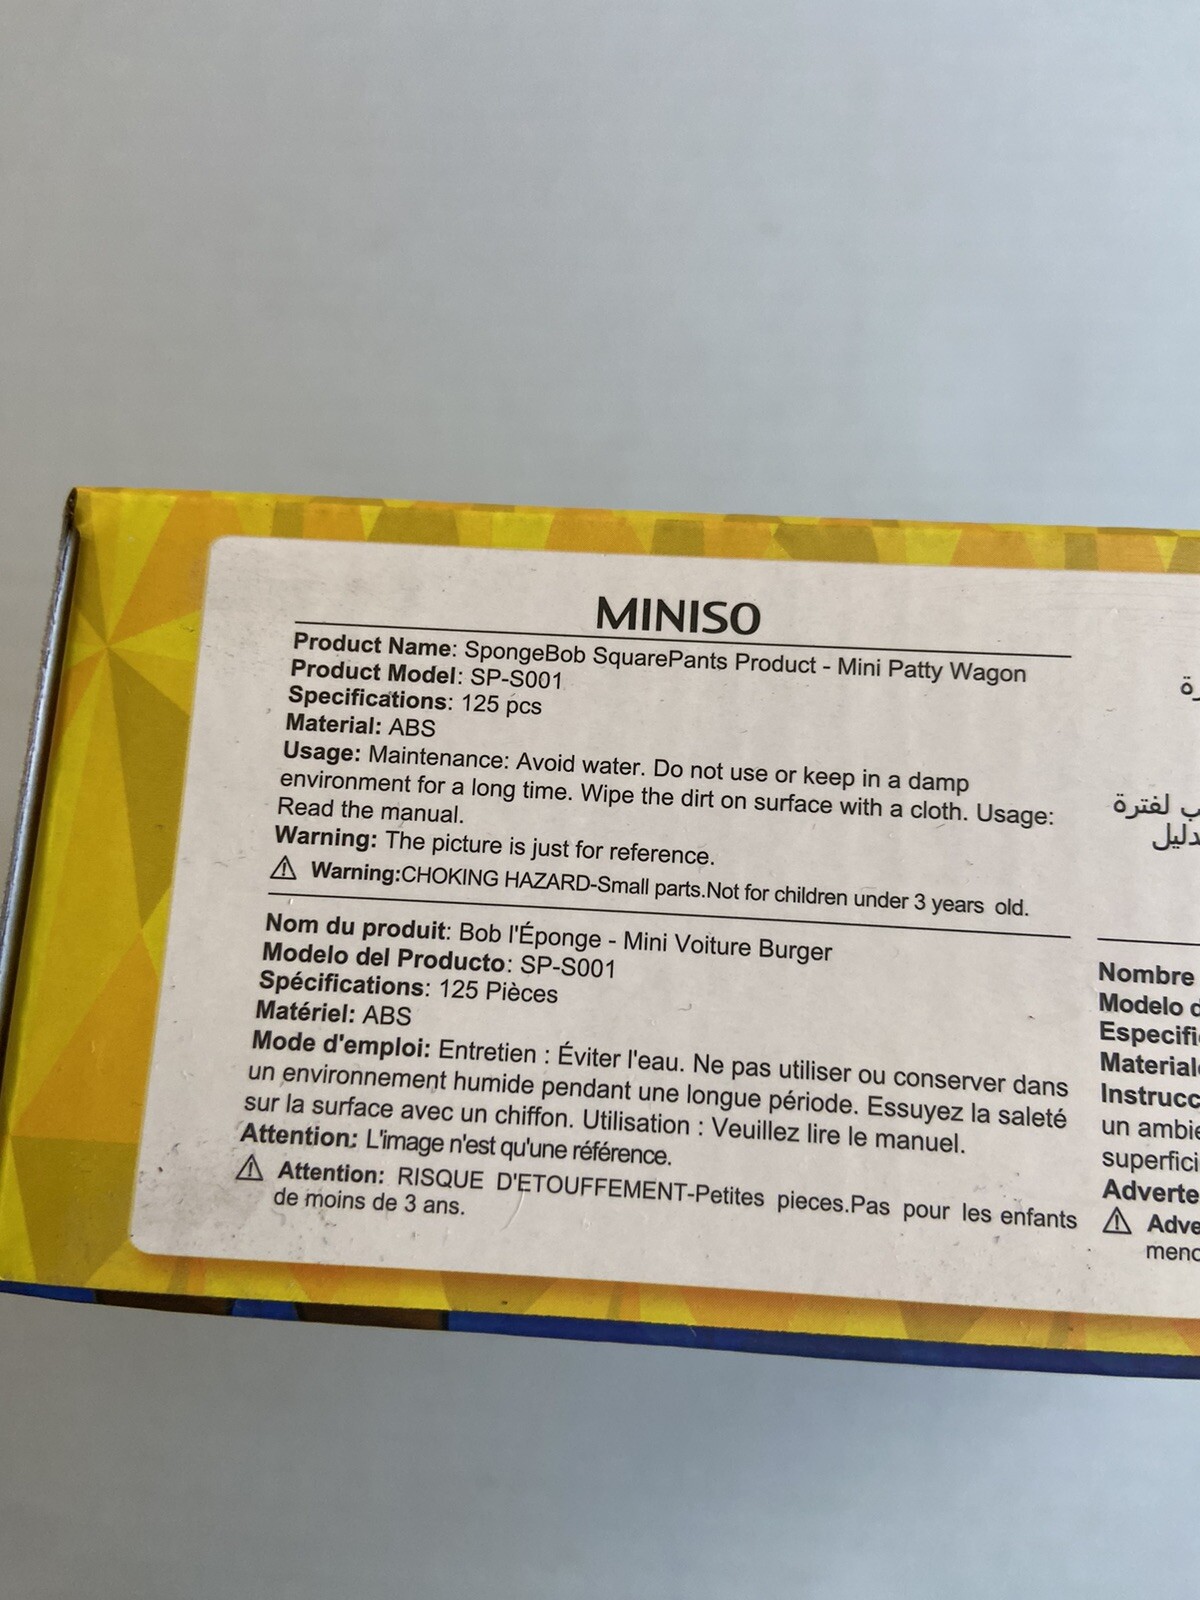 MINISO
Product Name: SpongeBob SquarePants Product - Mini Patty Wagon
Product Model: SP-S001
Specifications: 125 pcs
Material: ABS
Usage: Maintenance: Avoid water. Do not use or keep in a damp
environment for a long time. Wipe the dirt on surface with a cloth. Usage:
Read the manual.
Warning: The picture is just for reference.
⚠ Warning:CHOKING HAZARD-Small parts.Not for children under 3 years old.
Nom du produit: Bob l'Éponge - Mini Voiture Burger
Modelo del Producto: SP-S001
Spécifications: 125 Pièces
Matériel: ABS
Mode d'emploi: Entretien : Éviter l'eau. Ne pas utiliser ou conserver dans
un environnement humide pendant une longue période. Essuyez la saleté
sur la surface avec un chiffon. Utilisation : Veuillez lire le manuel.
Attention: L'image n'est qu'une référence.
⚠ Attention: RISQUE D'ETOUFFEMENT-Petites pieces.Pas pour les enfants
de moins de 3 ans.
لفترة
Nombre
Modelo
un